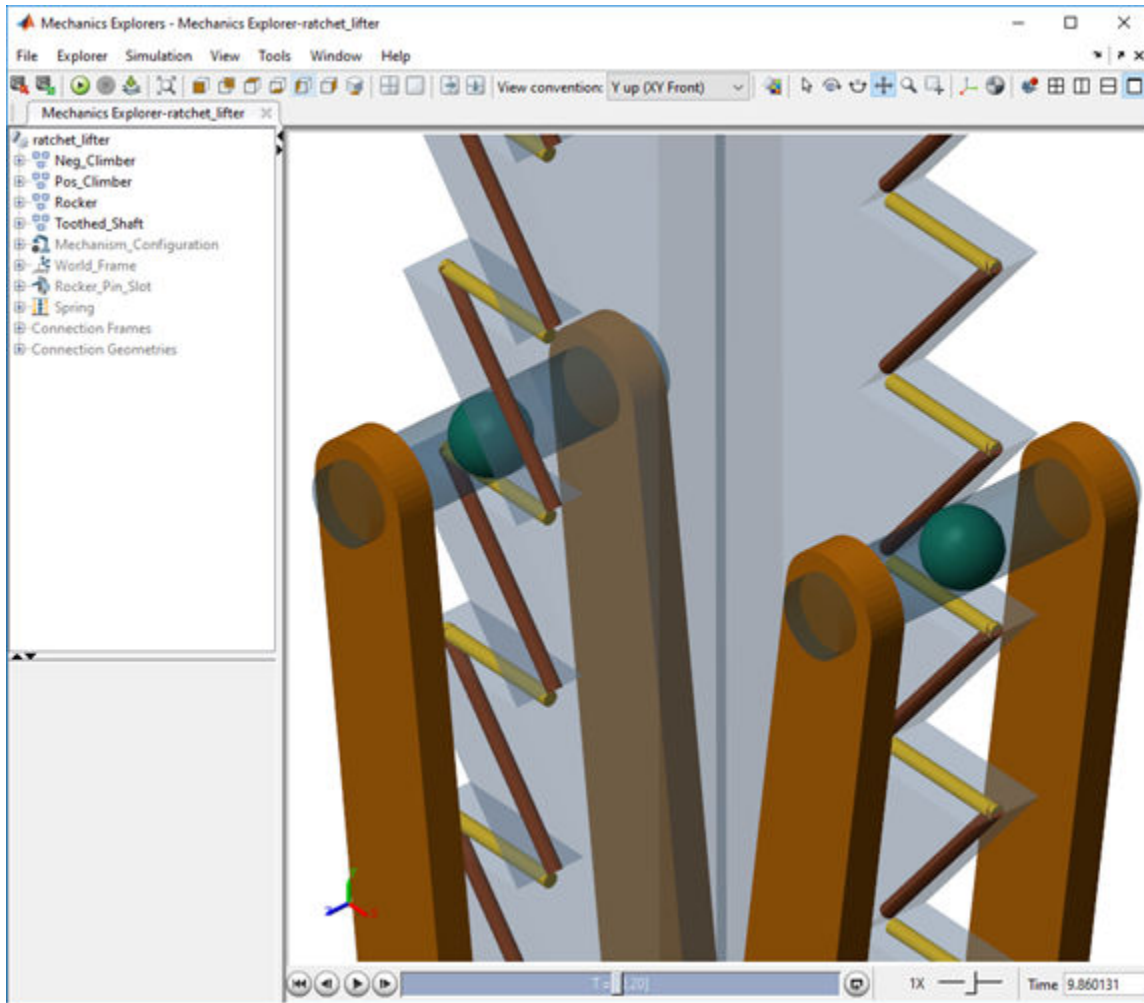 Mechanics Explorers - Mechanics Explorer-ratchet_lifter
File Explorer Simulation View Tools Window Help
View convention: Y up (XY Front)
Mechanics Explorer-ratchet_lifter
ratchet_lifter
Neg_Climber
Pos_Climber
Rocker
Toothed_Shaft
Mechanism_Configuration
World_Frame
Rocker_Pin_Slot
Spring
Connection Frames
Connection Geometries
1X Time 9.860131